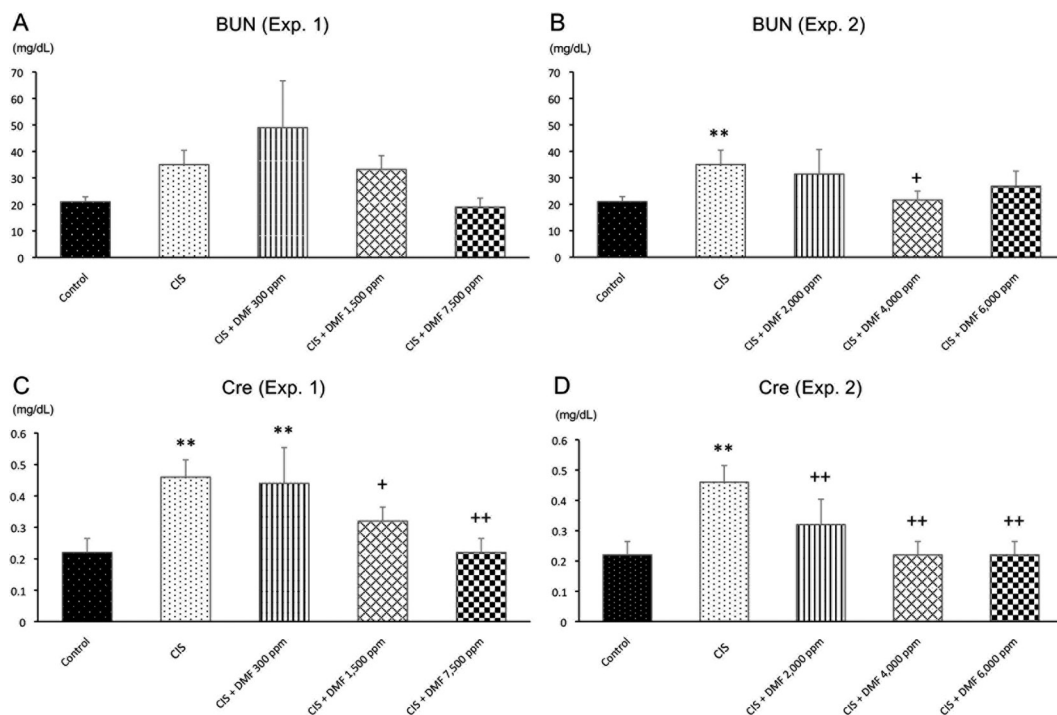 A
BUN (Exp. 1)
(mg/dL)
70
60
50
40
30
20
10
0
Control
CIS
CIS + DMF 300 ppm
CIS + DMF 1,500 ppm
CIS + DMF 7,500 ppm
B
BUN (Exp. 2)
(mg/dL)
70
60
50
40
30
20
10
0
**
+
Control
CIS
CIS + DMF 2,000 ppm
CIS + DMF 4,000 ppm
CIS + DMF 6,000 ppm
C
Cre (Exp. 1)
(mg/dL)
0.6
0.5
0.4
0.3
0.2
0.1
0
**
**
+
++
Control
CIS
CIS + DMF 300 ppm
CIS + DMF 1,500 ppm
CIS + DMF 7,500 ppm
D
Cre (Exp. 2)
(mg/dL)
0.6
0.5
0.4
0.3
0.2
0.1
0
**
++
++
++
Control
CIS
CIS + DMF 2,000 ppm
CIS + DMF 4,000 ppm
CIS + DMF 6,000 ppm